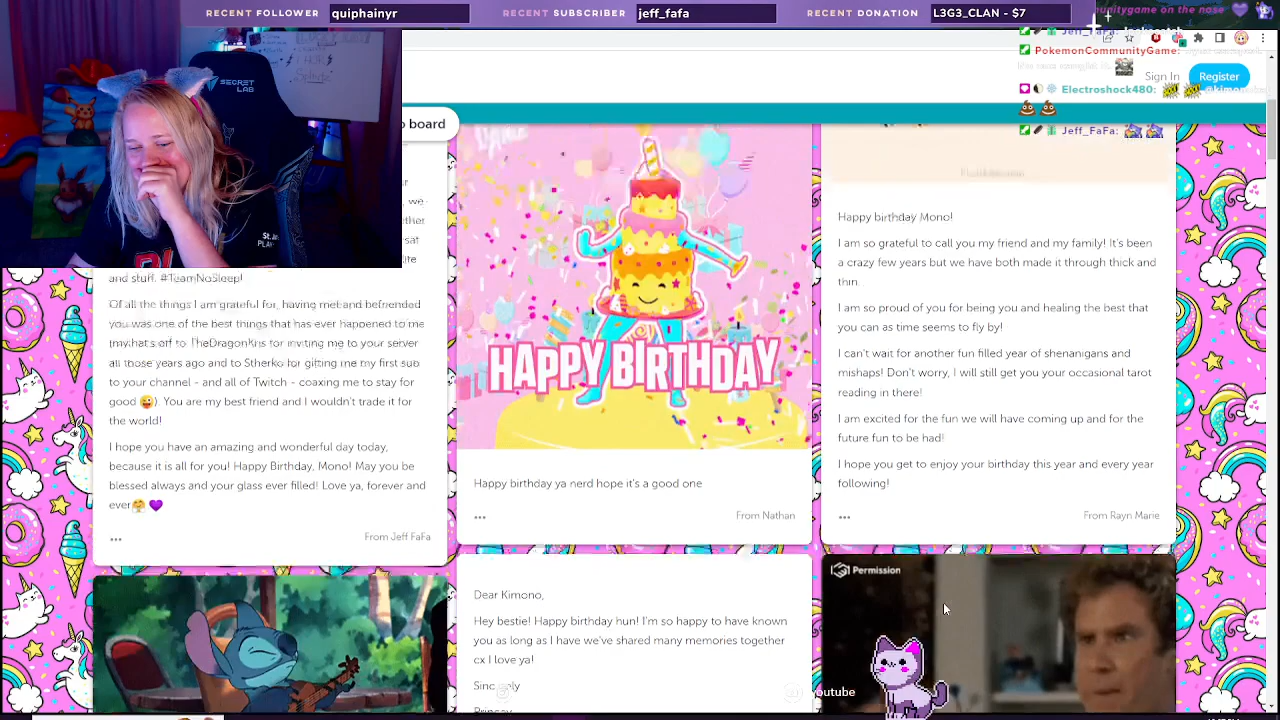 RECENT FOLLOWER quiphainyr RECENT SUBSCRIBER jeff_fafa RECENT DONATION L3G3_CLAN - $7
munitygame on the nose
SECRET
LAB
PokemonCommunityGame:
Sign In Register
Electroshock480:
Jeff_FaFa:
board
and stuff. #TeamNoSleep!
Of all the things I am grateful for, having met and befriended
you was one of the best things that has ever happened to me
(my hats off to TheDragonkins for inviting me to your server
all those years ago and to Sherko for gifting me my first sub
to your channel - and all of Twitch - coaxing me to stay for
good 😜). You are my best friend and I wouldn't trade it for
the world!
I hope you have an amazing and wonderful day today,
because it is all for you! Happy Birthday, Mono! May you be
blessed always and your glass ever filled! Love ya, forever and
ever🤗 💜
From Jeff FaFa
HAPPY BIRTHDAY
Happy birthday ya nerd hope it's a good one
From Nathan
Dear Kimono,
Hey bestie! Happy birthday hun! I'm so happy to have known
you as long as I have we've shared many memories together
cx I love ya!
Happy birthday Mono!
I am so grateful to call you my friend and my family! It's been
a crazy few years but we have both made it through thick and
thin.
I am so proud of you for being you and healing the best that
you can as time seems to fly by!
I can't wait for another fun filled year of shenanigans and
mishaps! Don't worry, I will still get you your occasional tarot
reading in there!
I am excited for the fun we will have coming up and for the
future fun to be had!
I hope you get to enjoy your birthday this year and every year
following!
From Rayn Marie
Permission
outube